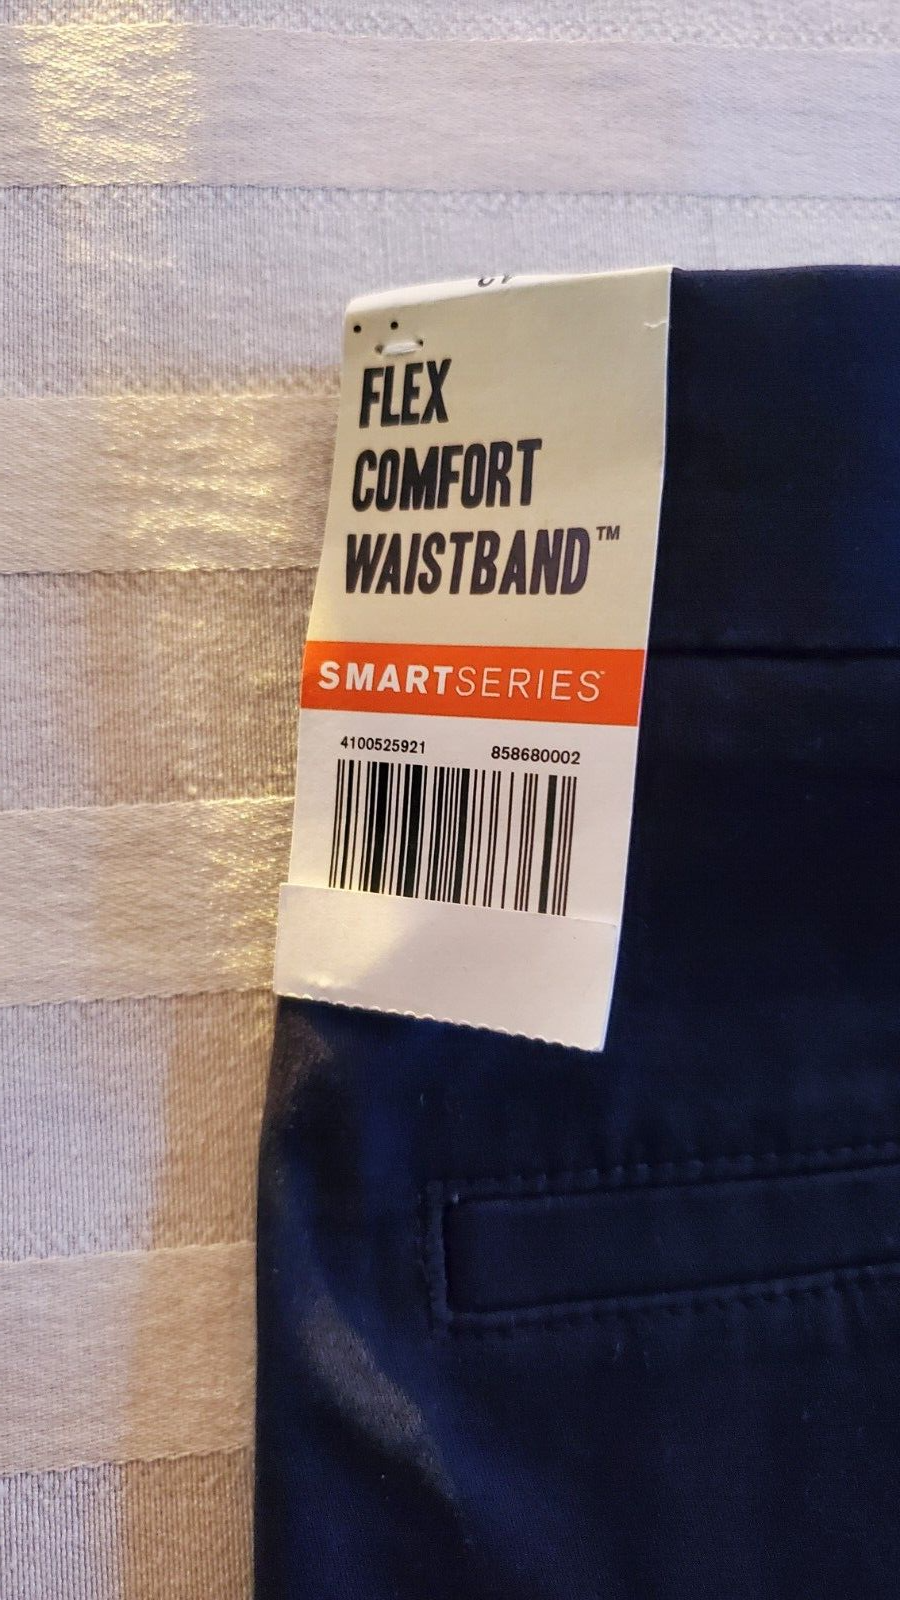 FLEX
COMFORT
WAISTBAND™
SMARTSERIES
4100525921 858680002